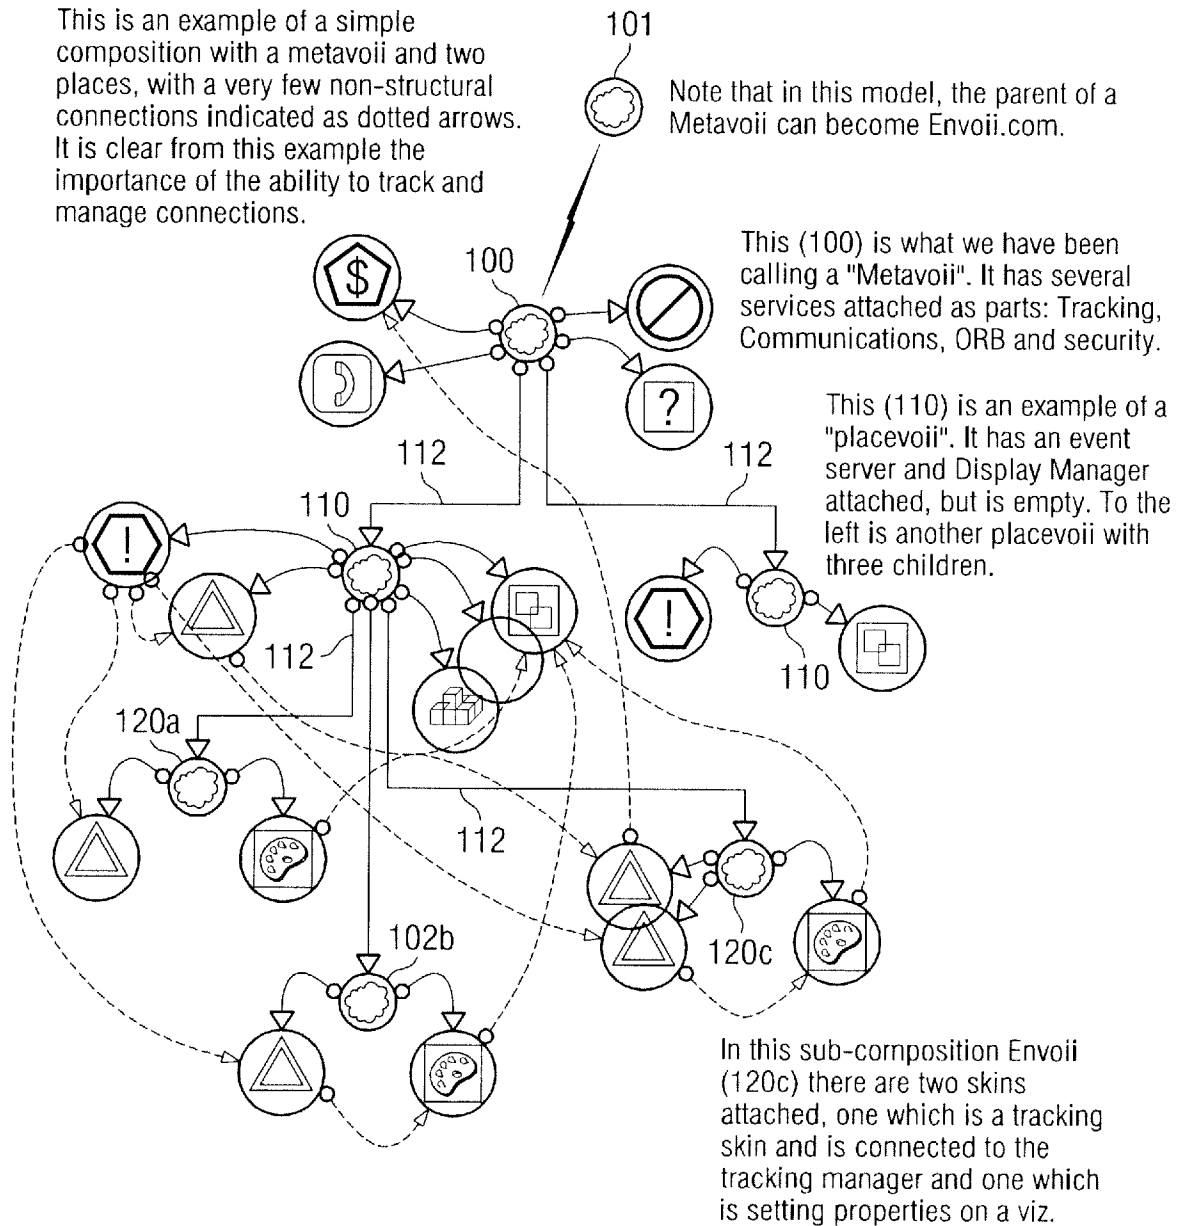 This is an example of a simple
composition with a metavoii and two
places, with a very few non-structural
connections indicated as dotted arrows.
It is clear from this example the
importance of the ability to track and
manage connections.
101
Note that in this model, the parent of a
Metavoii can become Envoii.com.
100
$
This (100) is what we have been
calling a "Metavoii". It has several
services attached as parts: Tracking,
Communications, ORB and security.
?
This (110) is an example of a
"placevoii". It has an event
server and Display Manager
attached, but is empty. To the
left is another placevoii with
three children.
112
112
110
!
!
112
110
120a
112
120c
102b
In this sub-composition Envoii
(120c) there are two skins
attached, one which is a tracking
skin and is connected to the
tracking manager and one which
is setting properties on a viz.